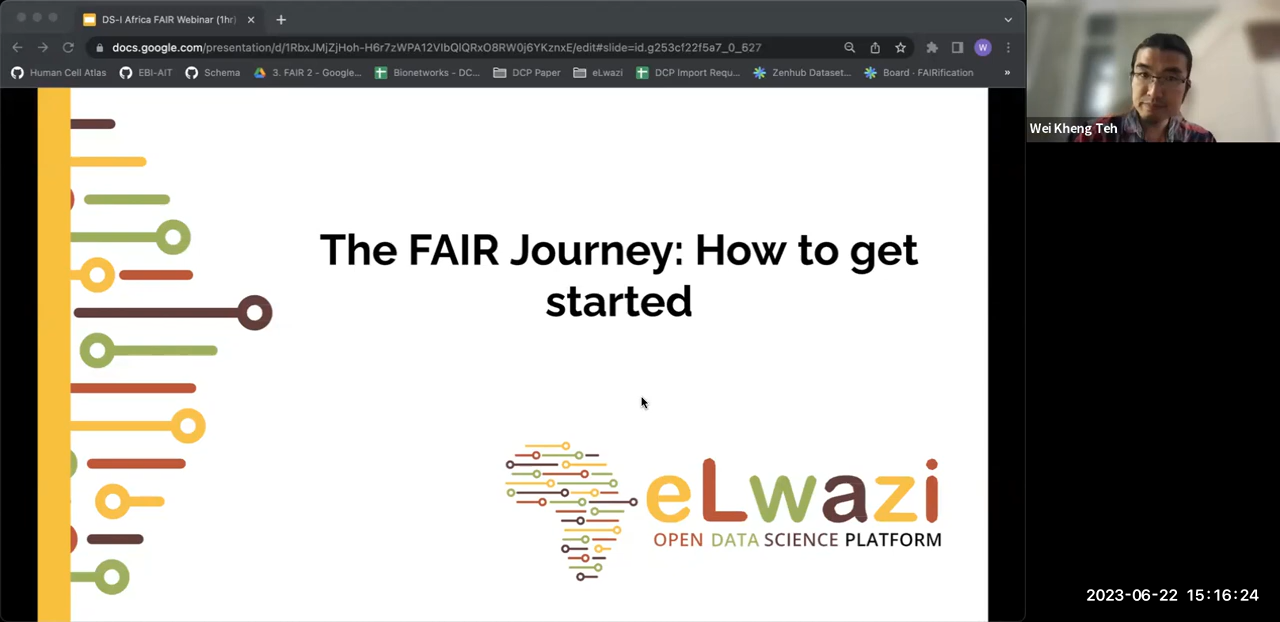 DS-I Africa FAIR Webinar (1hr)
docs.google.com/presentation/d/1RbxJMjZjHoh-H6r7zWPA12VIbQIQRxO8RW0j6YKznxE/edit#slide=id.g253cf22f5a7_0_627
W
Human Cell Atlas
EBI-AIT
Schema
3. FAIR 2 - Google...
Bionetworks - DC...
DCP Paper
eLwazi
DCP Import Requ...
Zenhub Dataset...
Board · FAIRification
»
Wei Kheng Teh
The FAIR Journey: How to get
started
eLwazi
OPEN DATA SCIENCE PLATFORM
2023-06-22 15:16:24